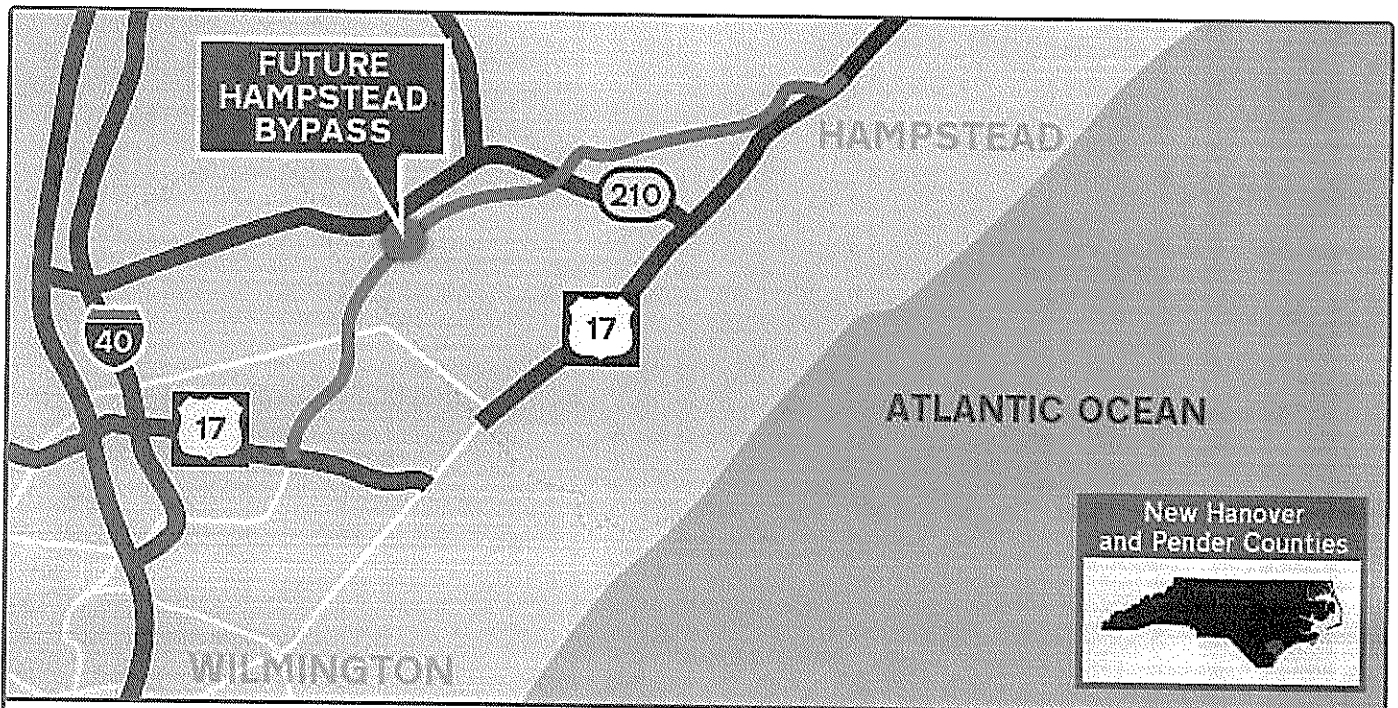 FUTURE
HAMPSTEAD
BYPASS
HAMPSTEAD
210
17
40
17
ATLANTIC OCEAN
New Hanover
and Pender Counties
WILMINGTON